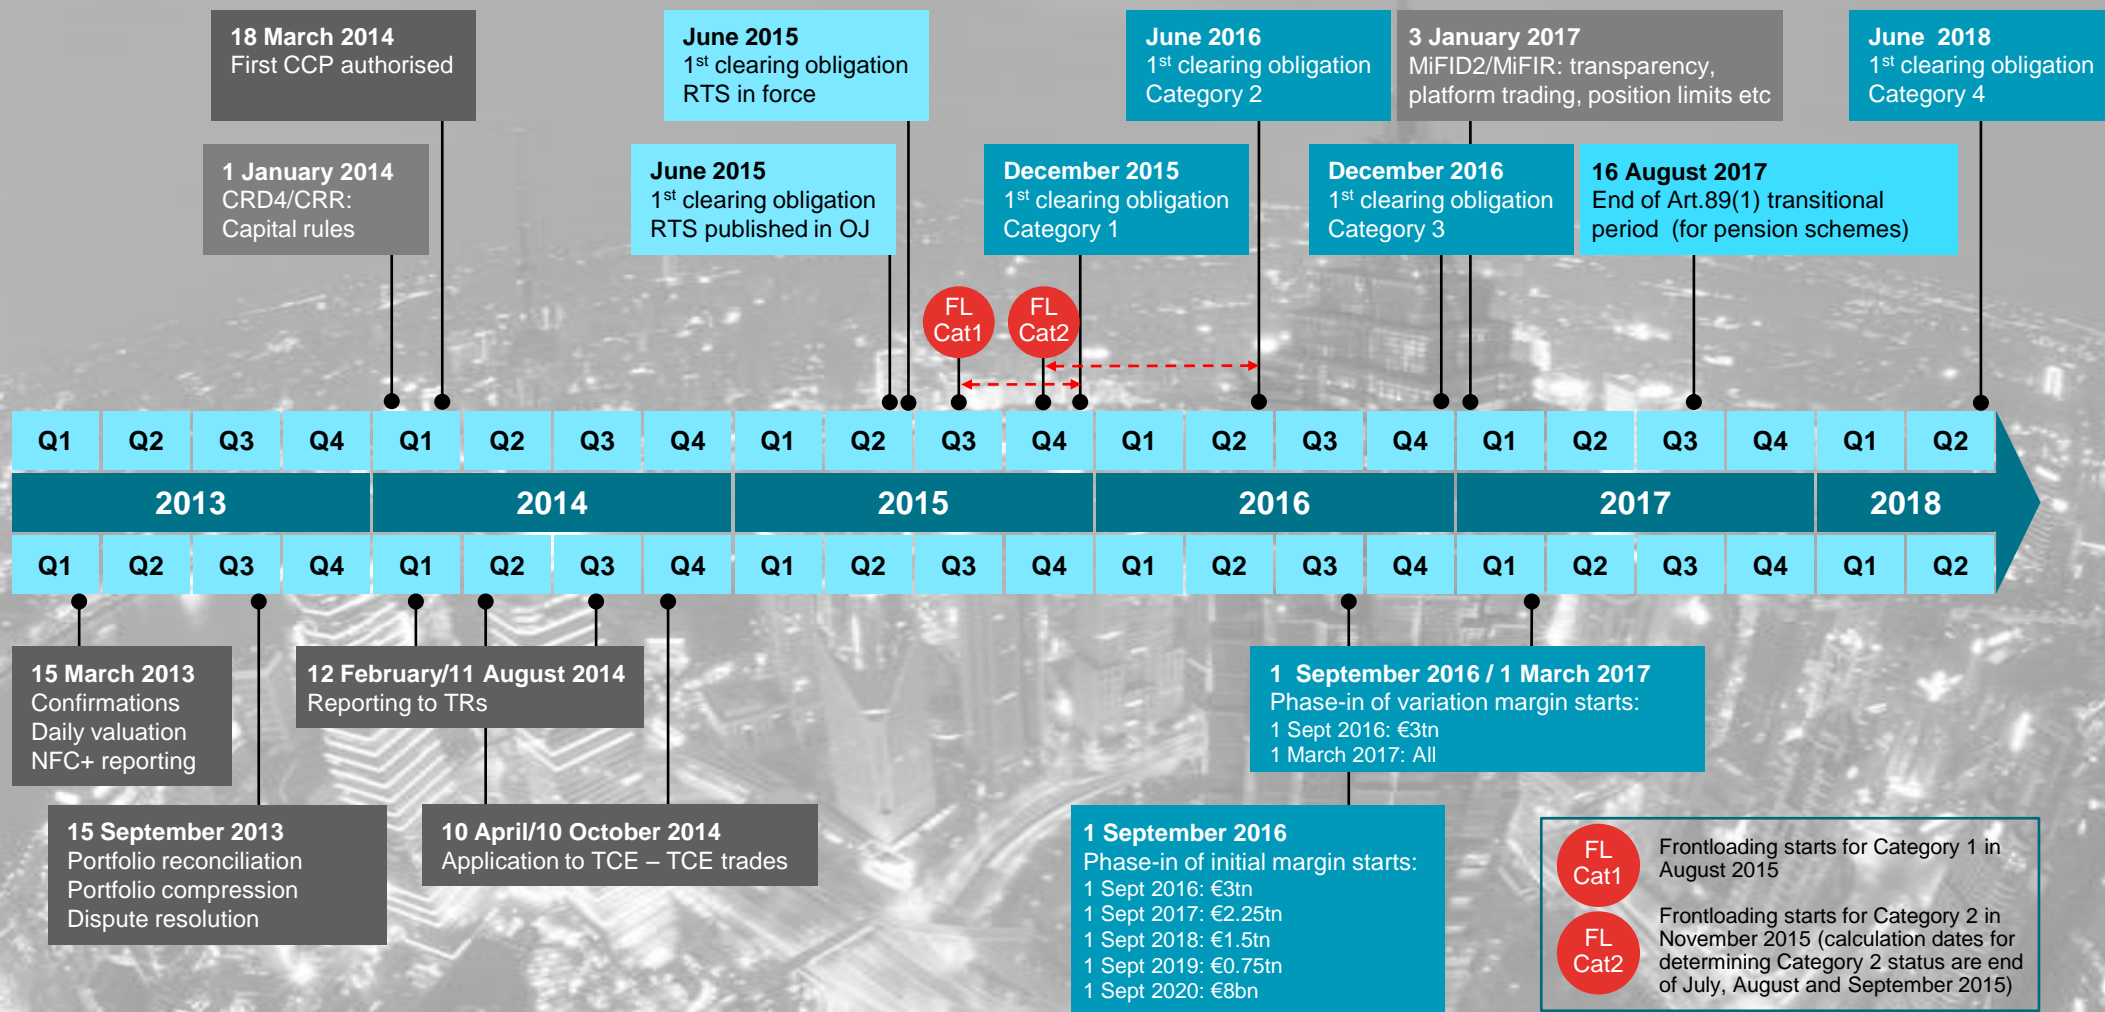 18 March 2014
First CCP authorised
June 2015
1st clearing obligation
RTS in force
June 2016
1st clearing obligation
Category 2
3 January 2017
MiFID2/MiFIR: transparency,
platform trading, position limits etc
June 2018
1st clearing obligation
Category 4
1 January 2014
CRD4/CRR:
Capital rules
June 2015
1st clearing obligation
RTS published in OJ
December 2015
1st clearing obligation
Category 1
December 2016
1st clearing obligation
Category 3
16 August 2017
End of Art.89(1) transitional
period (for pension schemes)
FL
Cat1
FL
Cat2
Q1 Q2 Q3 Q4 Q1 Q2 Q3 Q4 Q1 Q2 Q3 Q4 Q1 Q2 Q3 Q4 Q1 Q2 Q3 Q4 Q1 Q2
2013 2014 2015 2016 2017 2018
Q1 Q2 Q3 Q4 Q1 Q2 Q3 Q4 Q1 Q2 Q3 Q4 Q1 Q2 Q3 Q4 Q1 Q2 Q3 Q4 Q1 Q2
15 March 2013
Confirmations
Daily valuation
NFC+ reporting
12 February/11 August 2014
Reporting to TRs
1 September 2016 / 1 March 2017
Phase-in of variation margin starts:
1 Sept 2016: €3tn
1 March 2017: All
15 September 2013
Portfolio reconciliation
Portfolio compression
Dispute resolution
10 April/10 October 2014
Application to TCE – TCE trades
1 September 2016
Phase-in of initial margin starts:
1 Sept 2016: €3tn
1 Sept 2017: €2.25tn
1 Sept 2018: €1.5tn
1 Sept 2019: €0.75tn
1 Sept 2020: €8bn
FL
Cat1
Frontloading starts for Category 1 in
August 2015
FL
Cat2
Frontloading starts for Category 2 in
November 2015 (calculation dates for
determining Category 2 status are end
of July, August and September 2015)